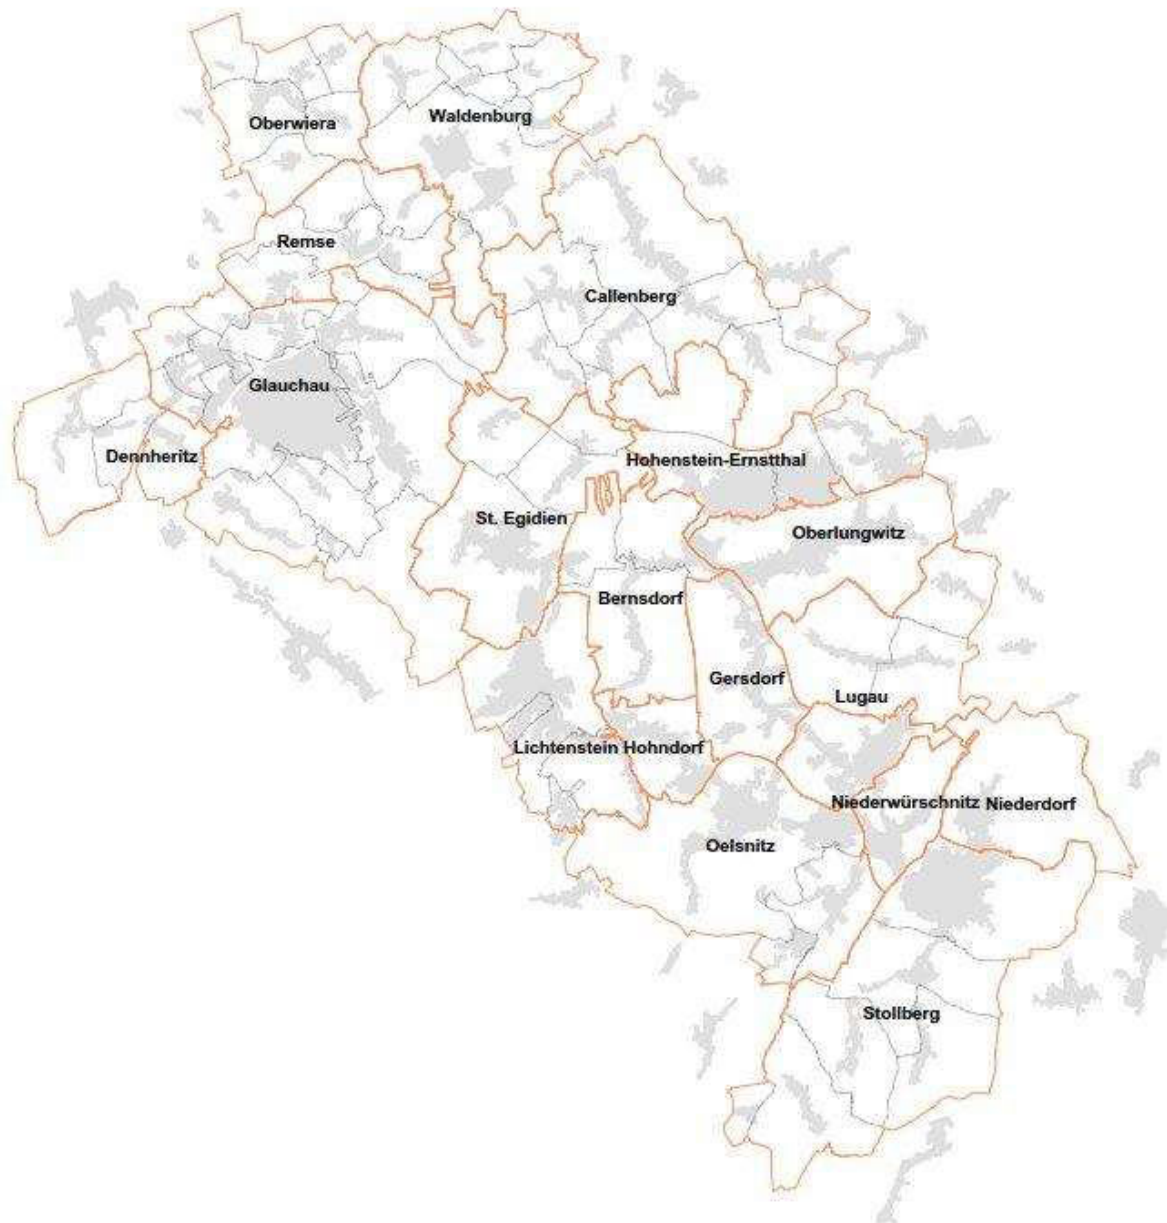 Oberwiera
Waldenburg
Remse
Callenberg
Glauchau
Dennheritz
Hohenstein-Ernstthal
St. Egidien
Oberlungwitz
Bernsdorf
Gersdorf
Lugau
Lichtenstein Hohndorf
Niederwürschnitz Niederdorf
Oelsnitz
Stollberg